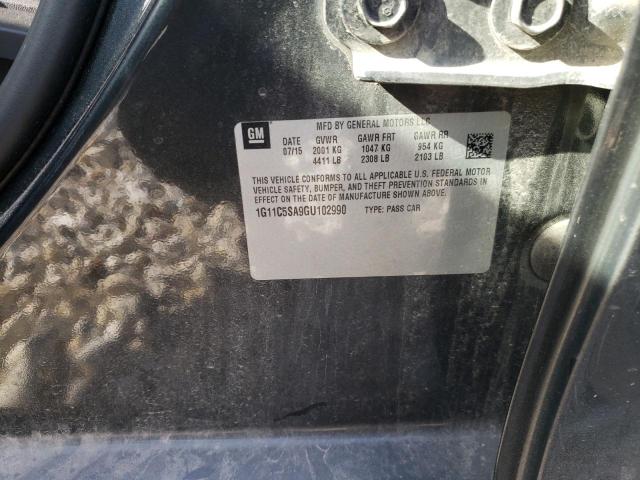 MFD BY GENERAL MOTORS LLC
GM
DATE GVWR GAWR FRT GAWR RR
07/15 2001 KG 1047 KG 954 KG
4411 LB 2308 LB 2103 LB
THIS VEHICLE CONFORMS TO ALL APPLICABLE U.S. FEDERAL MOTOR
VEHICLE SAFETY, BUMPER, AND THEFT PREVENTION STANDARDS IN
EFFECT ON THE DATE OF MANUFACTURE SHOWN ABOVE.
1G11C5SA9GU102990 TYPE: PASS CAR